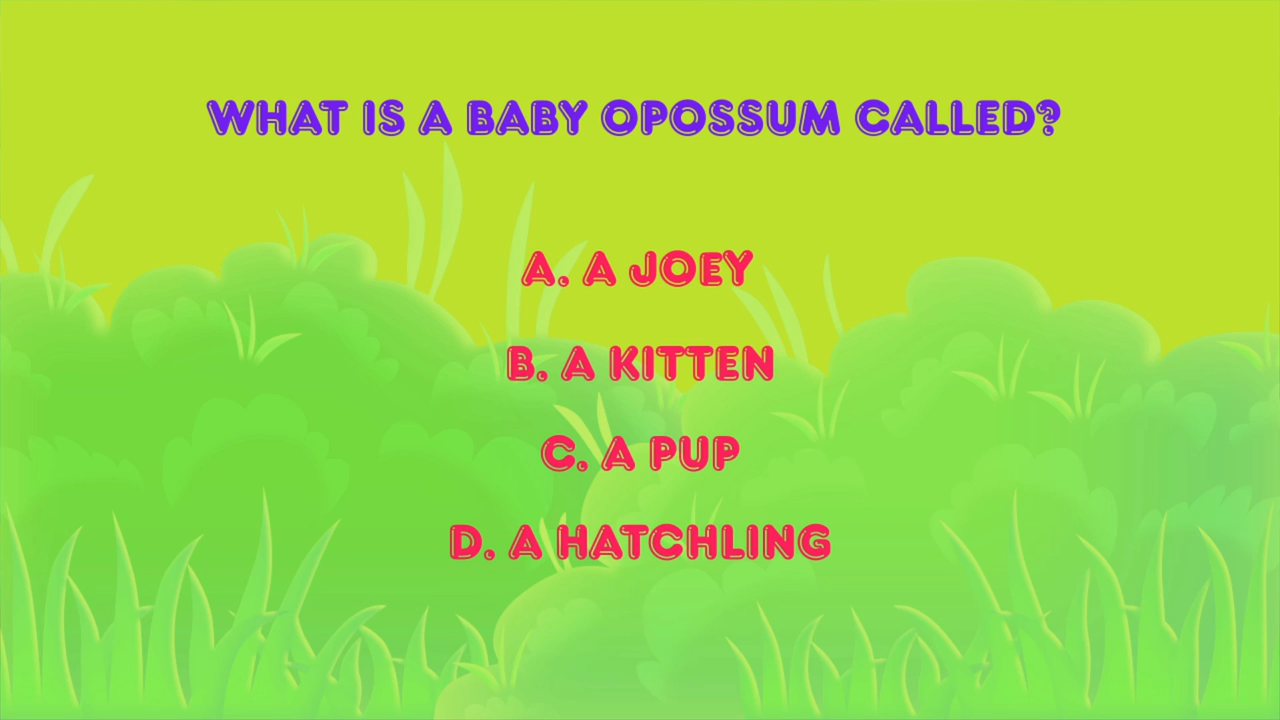 WHAT IS A BABY OPOSSUM CALLED?
A. A JOEY
B. A KITTEN
C. A PUP
D. A HATCHLING